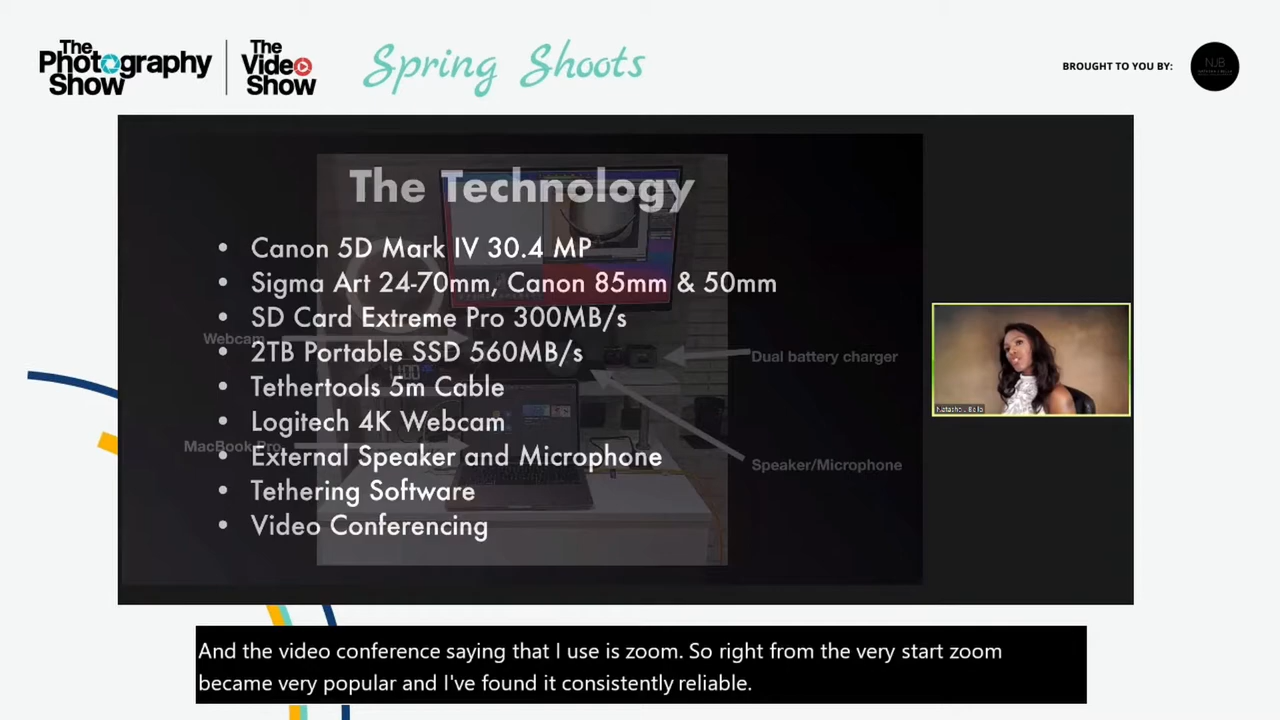 The
Photography
Show
The
Video
Show
Spring Shoots
BROUGHT TO YOU BY:
NJB
The Technology
• Canon 5D Mark IV 30.4 MP
• Sigma Art 24-70mm, Canon 85mm & 50mm
• SD Card Extreme Pro 300MB/s
Webcam
• 2TB Portable SSD 560MB/s
Dual battery charger
• Tethertools 5m Cable
• Logitech 4K Webcam
MacBook Pro
• External Speaker and Microphone
Speaker/Microphone
• Tethering Software
• Video Conferencing
And the video conference saying that I use is zoom. So right from the very start zoom
became very popular and I've found it consistently reliable.